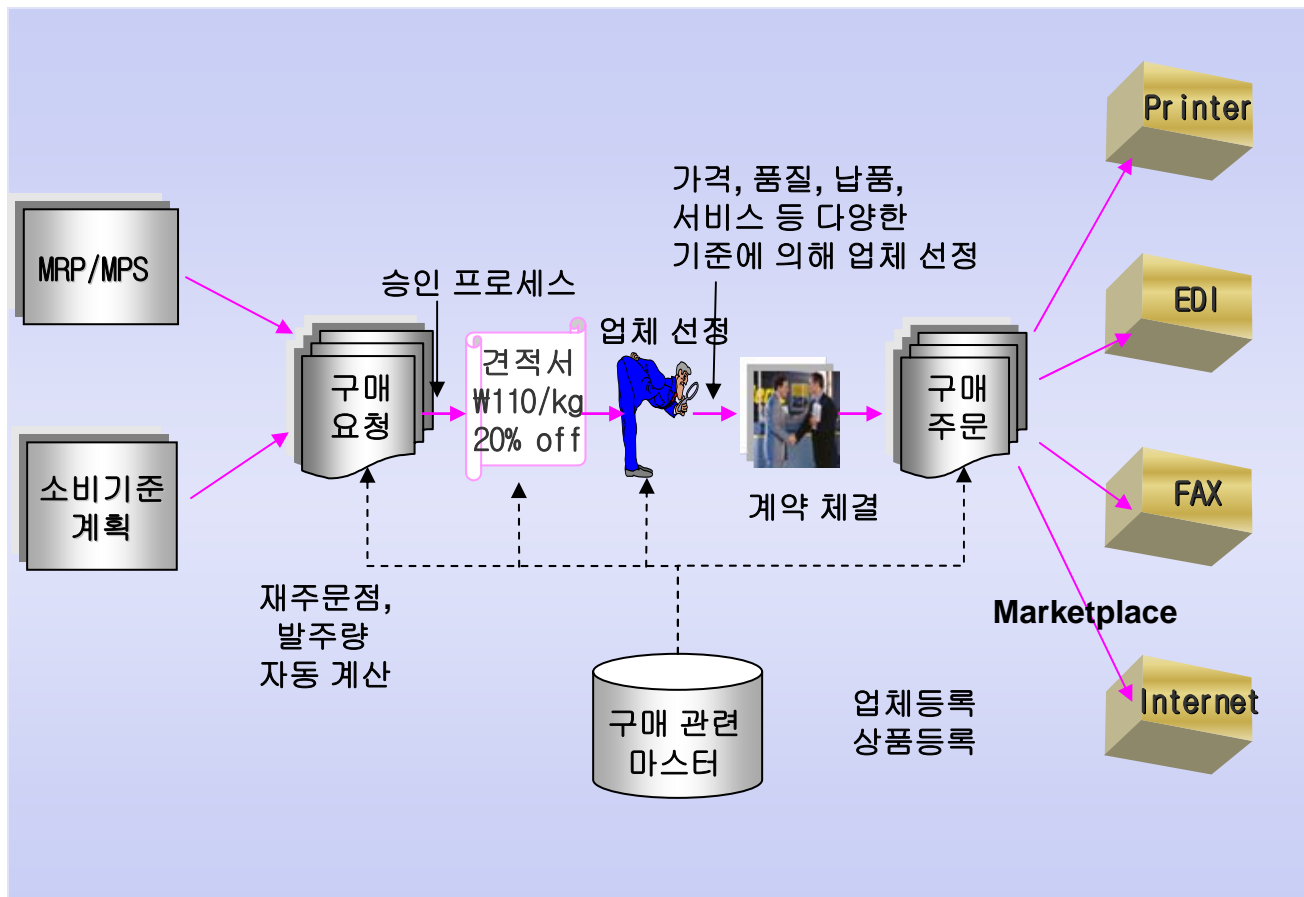 MRP/MPS
소비기준
계획
구매
요청
재주문점,
발주량
자동 계산
승인 프로세스
견적서
₩110/kg
20% off
업체 선정
가격, 품질, 납품,
서비스 등 다양한
기준에 의해 업체 선정
계약 체결
구매
주문
구매 관련
마스터
업체등록
상품등록
Printer
EDI
FAX
Marketplace
Internet